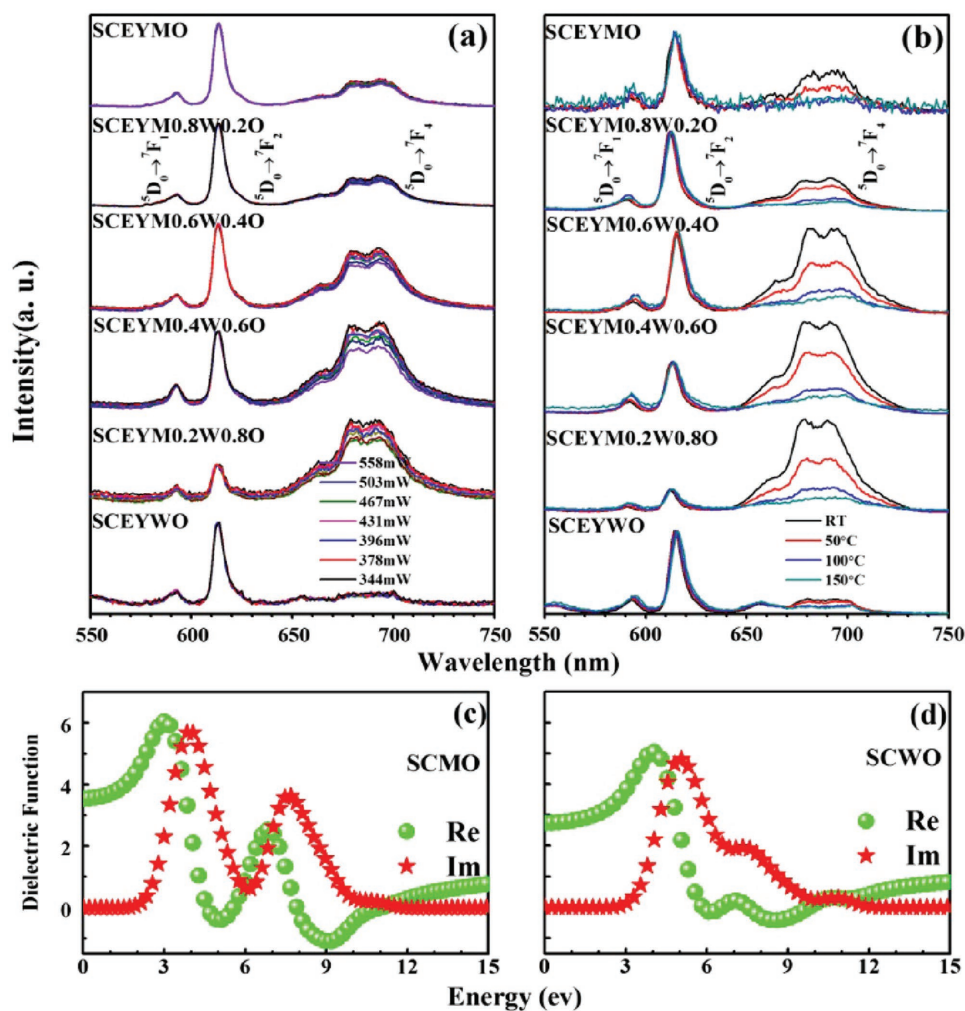 SCEYMO
(a)
SCEYM0.8W0.2O
⁵D₀→⁷F₁
⁵D₀→⁷F₂
⁵D₀→⁷F₄
SCEYM0.6W0.4O
SCEYM0.4W0.6O
SCEYM0.2W0.8O
558mW
503mW
467mW
431mW
396mW
378mW
344mW
SCEYWO
550 600 650 700 750
SCEYMO
(b)
SCEYM0.8W0.2O
⁵D₀→⁷F₁
⁵D₀→⁷F₂
⁵D₀→⁷F₄
SCEYM0.6W0.4O
SCEYM0.4W0.6O
SCEYM0.2W0.8O
SCEYWO
RT
50°C
100°C
150°C
550 600 650 700 750
Intensity(a. u.)
Wavelength (nm)
(c)
SCMO
Re
Im
6
4
2
0
0 3 6 9 12 15
Dielectric Function
(d)
SCWO
Re
Im
0 3 6 9 12 15
Energy (ev)